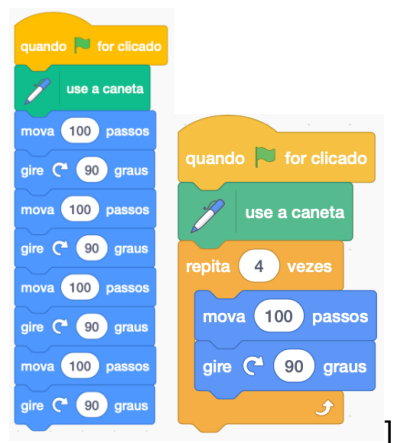 quando for clicado
use a caneta
mova 100 passos
gire 90 graus
mova 100 passos
gire 90 graus
mova 100 passos
gire 90 graus
mova 100 passos
gire 90 graus
quando for clicado
use a caneta
repita 4 vezes
mova 100 passos
gire 90 graus
]